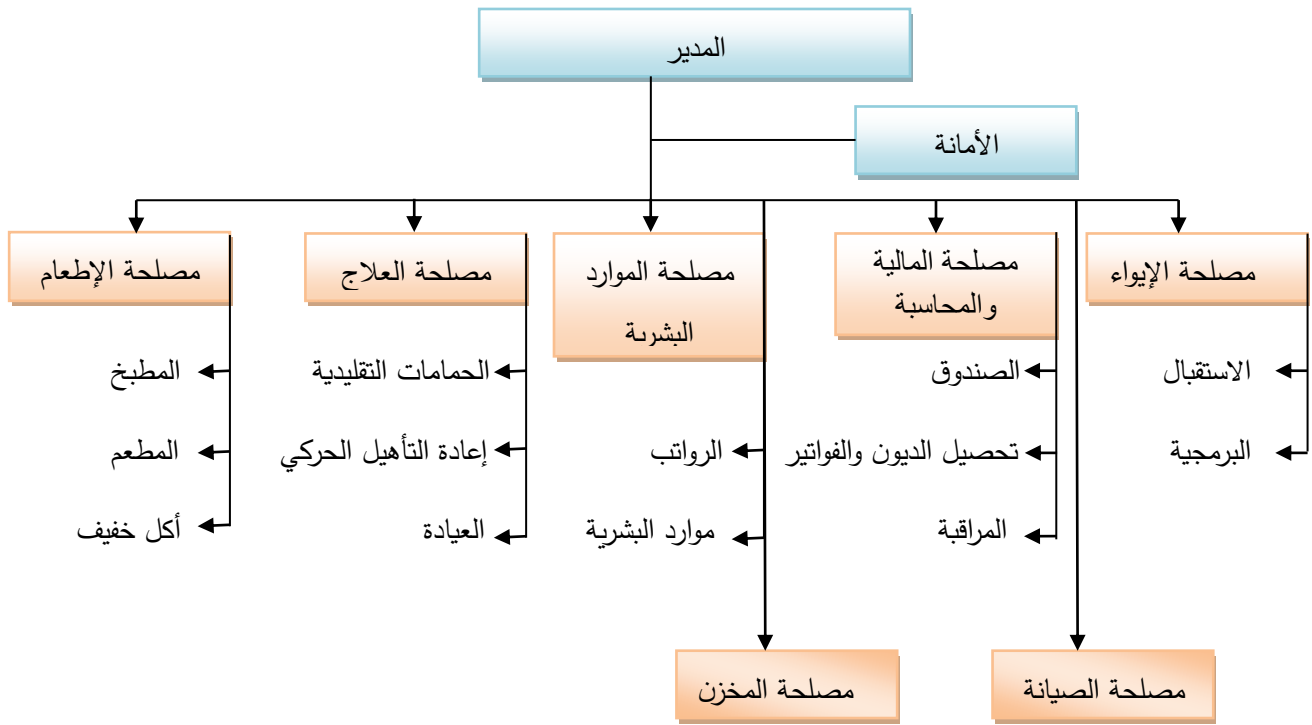 المدير
الأمانة
مصلحة الإيواء
مصلحة المالية
والمحاسبة
مصلحة الموارد
البشرية
مصلحة العلاج
مصلحة الإطعام
الاستقبال
البرمجية
الصندوق
تحصيل الديون والفواتير
المراقبة
الرواتب
موارد البشرية
الحمامات التقليدية
إعادة التأهيل الحركي
العيادة
المطبخ
المطعم
أكل خفيف
مصلحة الصيانة
مصلحة المخزن